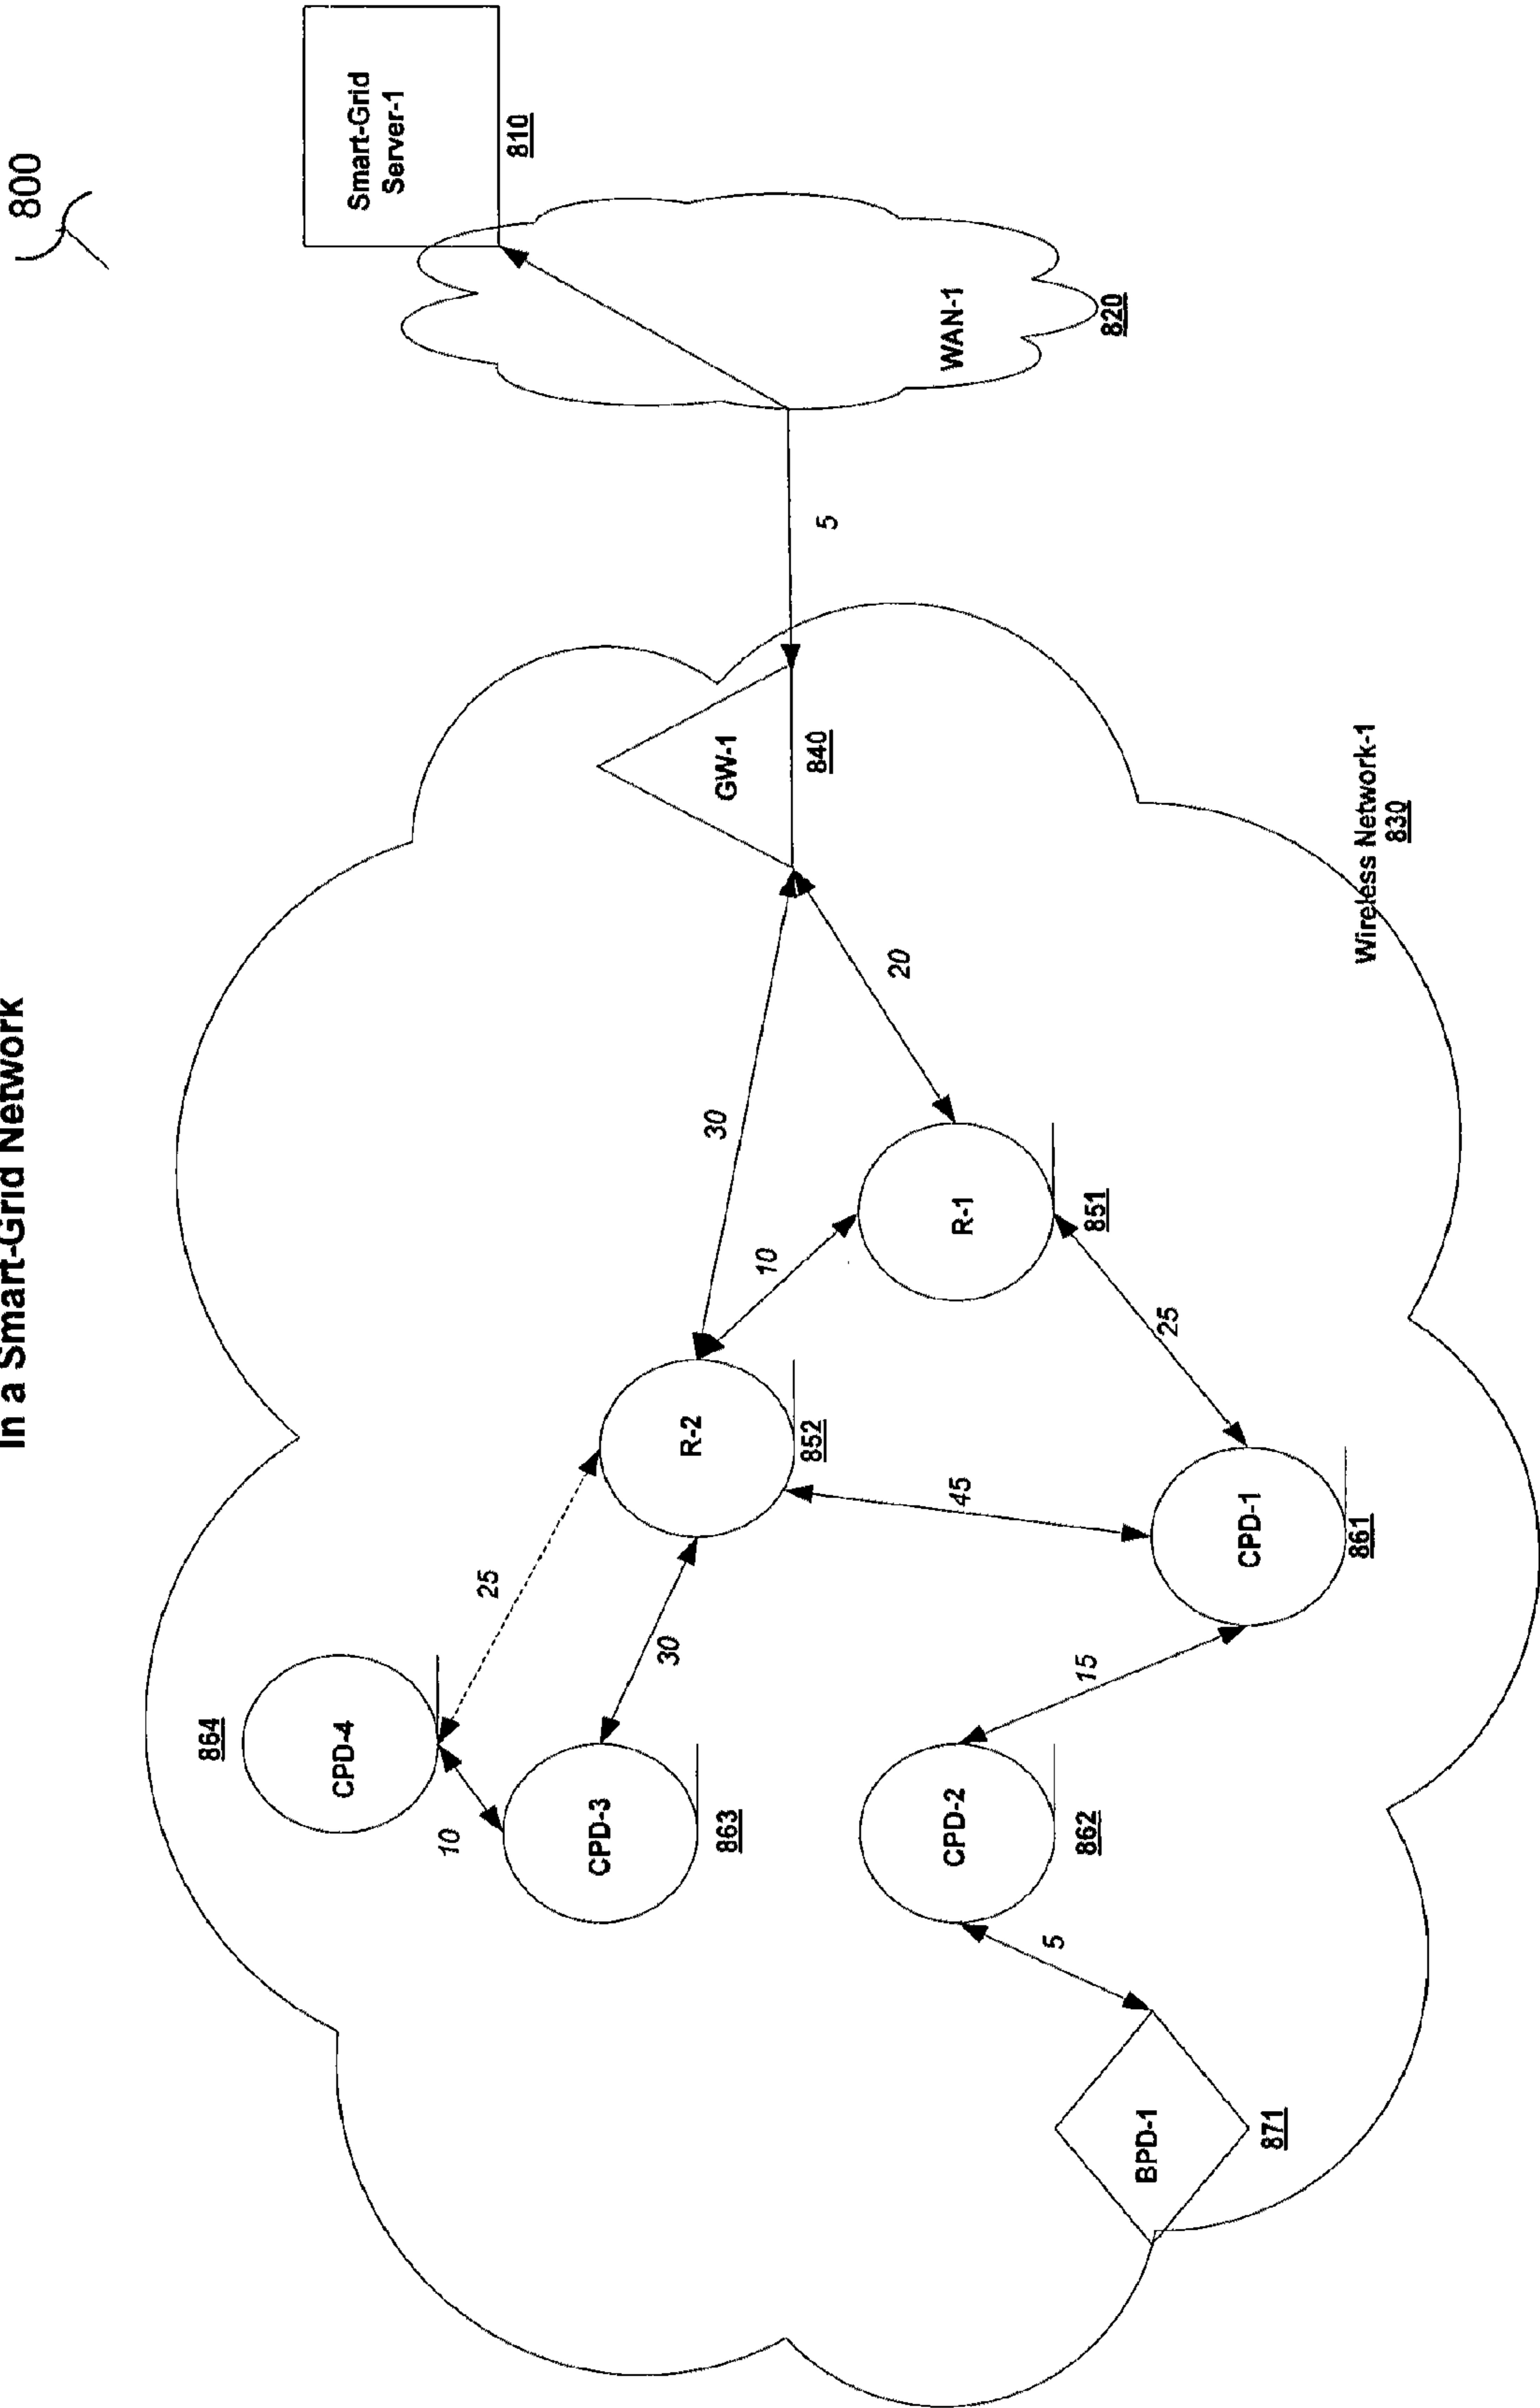 In a Smart-Grid Network
800
Smart-Grid
Server-1
810
WAN-1
820
5
GW-1
840
Wireless Network-1
830
30
20
10
R-1
851
R-2
852
25
45
25
30
CPD-1
861
CPD-4
864
10
CPD-3
863
15
CPD-2
862
5
BPD-1
871